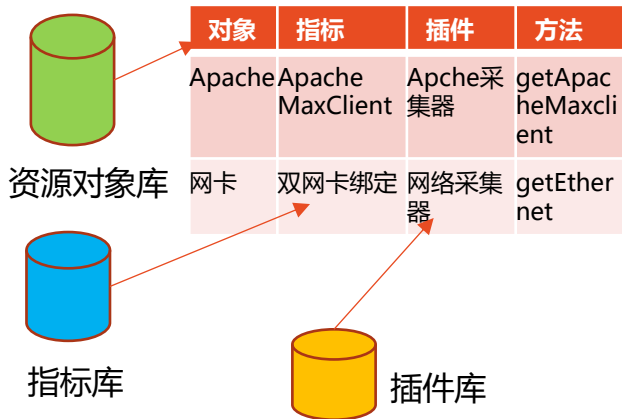 对象 指标 插件 方法
Apache Apache Apche采 getApac
MaxClient 集器 heMaxcli
ent
资源对象库 网卡 双网卡绑定 网络采集 getEther
器 net
指标库
插件库